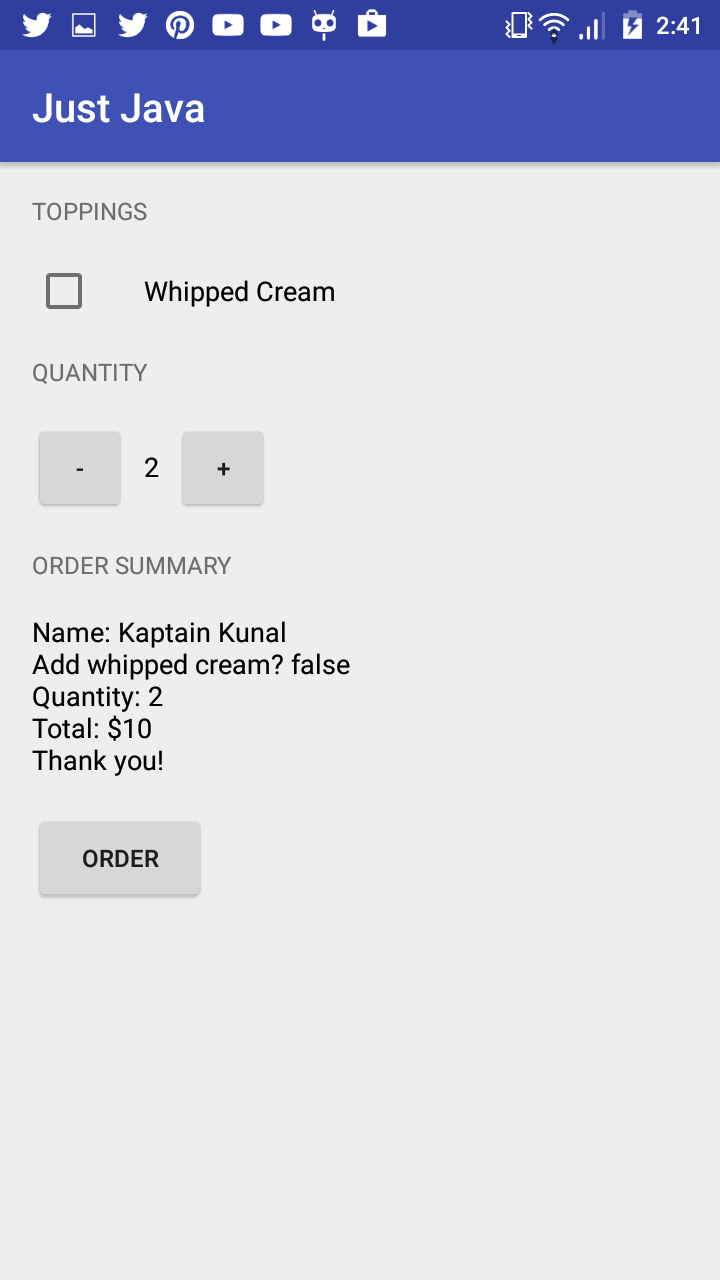 2:41
Just Java
TOPPINGS
Whipped Cream
QUANTITY
- 2 +
ORDER SUMMARY
Name: Kaptain Kunal
Add whipped cream? false
Quantity: 2
Total: $10
Thank you!
ORDER